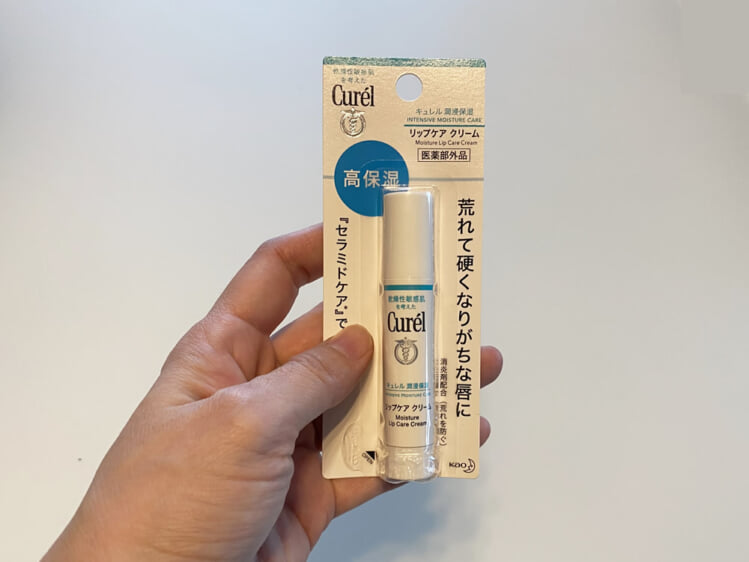 乾燥性敏感肌
を考えた
Curél
キュレル 潤浸保湿
INTENSIVE MOISTURE CARE
リップケア クリーム
Moisture Lip Care Cream
医薬部外品
高保湿
荒れて硬くなりがちな唇に
『セラミドケア』で
乾燥性敏感肌
を考えた
Curél
キュレル 潤浸保湿
INTENSIVE MOISTURE
リップケア クリーム
Moisture
Lip Care Cream
消炎剤配合(荒れを防ぐ)
Kao